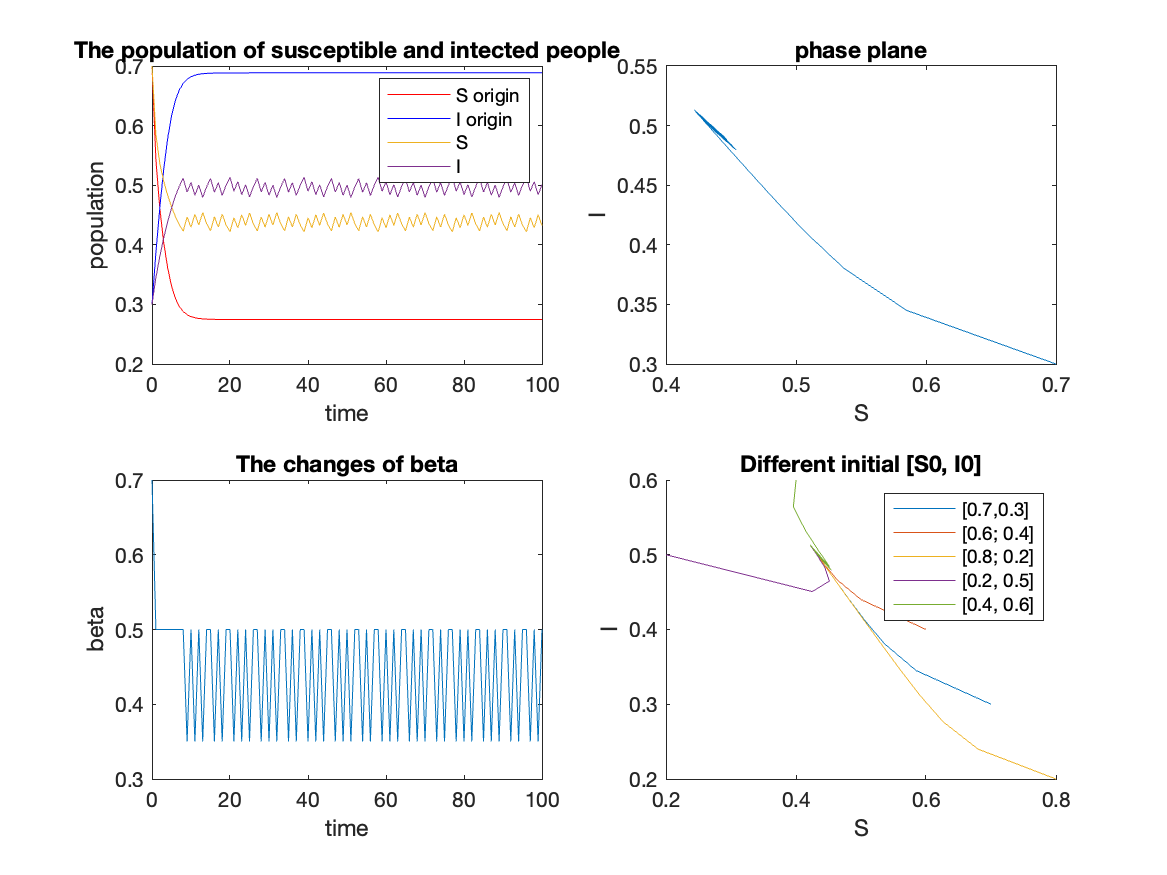 The population of susceptible and intected people
0.7
0.6
0.5
0.4
0.3
0.2
population
0
20
40
60
80
100
time
S origin
I origin
S
I
phase plane
0.55
0.5
0.45
0.4
0.35
0.3
I
0.4
0.5
0.6
0.7
S
The changes of beta
0.7
0.6
0.5
0.4
0.3
beta
0
20
40
60
80
100
time
Different initial [S0, I0]
0.6
0.5
0.4
0.3
0.2
I
0.2
0.4
0.6
0.8
S
[0.7,0.3]
[0.6; 0.4]
[0.8; 0.2]
[0.2, 0.5]
[0.4, 0.6]